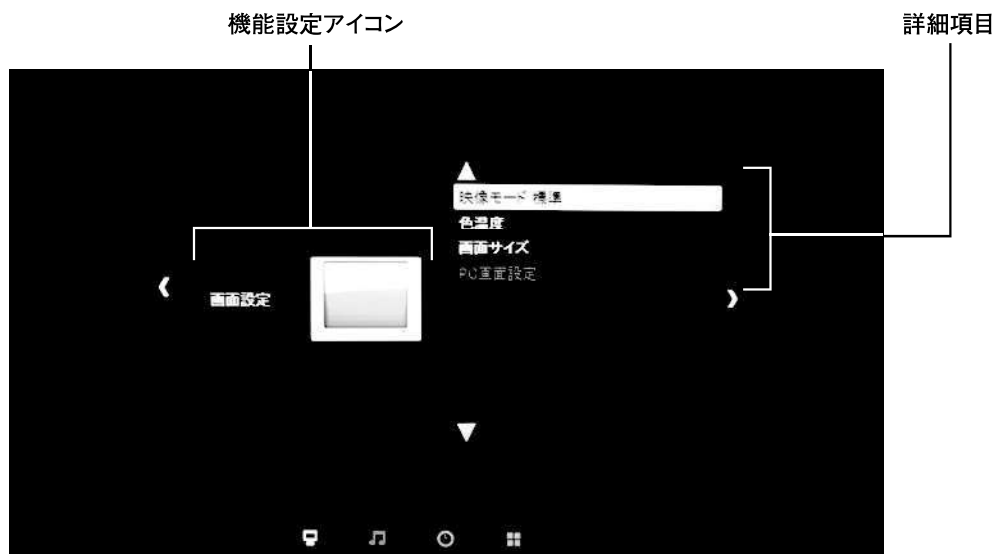 機能設定アイコン
詳細項目
映像モード 標準
色温度
画面サイズ
PC画面設定
画面設定